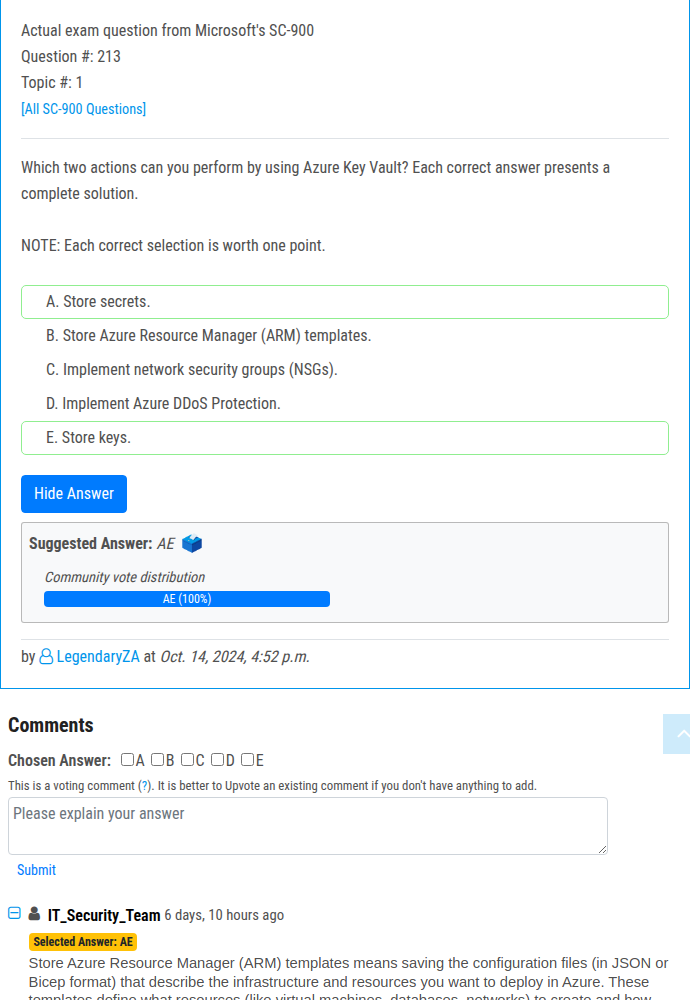 Actual exam question from Microsoft's SC-900
Question #: 213
Topic #: 1
[All SC-900 Questions]
Which two actions can you perform by using Azure Key Vault? Each correct answer presents a
complete solution.
NOTE: Each correct selection is worth one point.
A. Store secrets.
B. Store Azure Resource Manager (ARM) templates.
C. Implement network security groups (NSGs).
D. Implement Azure DDoS Protection.
E. Store keys.
Hide Answer
Suggested Answer: AE
Community vote distribution
AE (100%)
by LegendaryZA at Oct. 14, 2024, 4:52 p.m.
Comments
Chosen Answer: A B C D E
This is a voting comment (?). It is better to Upvote an existing comment if you don't have anything to add.
Please explain your answer
Submit
IT_Security_Team 6 days, 10 hours ago
Selected Answer: AE
Store Azure Resource Manager (ARM) templates means saving the configuration files (in JSON or
Bicep format) that describe the infrastructure and resources you want to deploy in Azure. These
templates define what resources (like virtual machines, databases, networks) to create and how